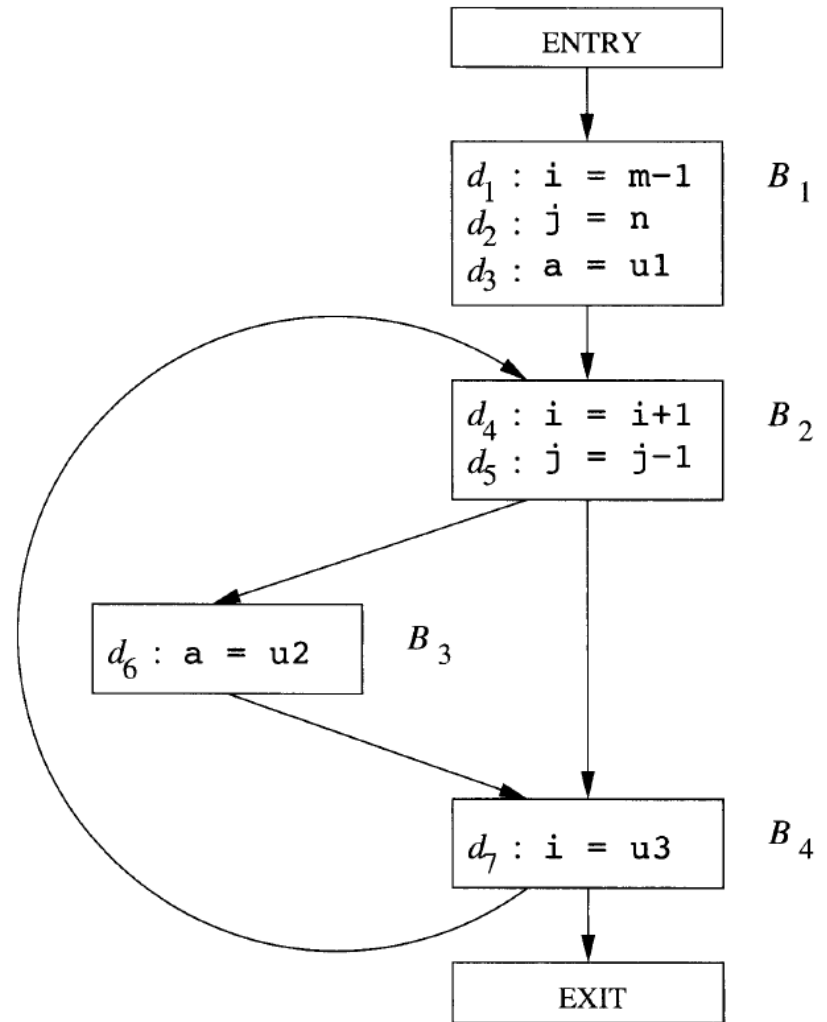 ENTRY
d1 : i = m-1
d2 : j = n
d3 : a = u1
B1
d4 : i = i+1
d5 : j = j-1
B2
d6 : a = u2
B3
d7 : i = u3
B4
EXIT